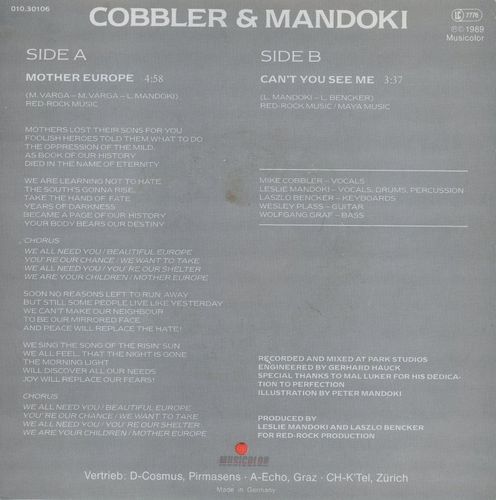 010.30106
COBBLER & MANDOKI
7776
℗© 1989
Musicolor
SIDE A
MOTHER EUROPE 4:58
(M. VARGA – M. VARGA – L. MANDOKI)
RED-ROCK MUSIC
MOTHERS LOST THEIR SONS FOR YOU
FOOLISH HEROES TOLD THEM WHAT TO DO
THE OPPRESSION OF THE MILD
AS BOOK OF OUR HISTORY
DIED IN THE NAME OF ETERNITY
WE ARE LEARNING NOT TO HATE
THE SOUTH'S GONNA RISE,
TAKE THE HAND OF FATE
YEARS OF DARKNESS
BECAME A PAGE OF OUR HISTORY
YOUR BODY BEARS OUR DESTINY
CHORUS
WE ALL NEED YOU / BEAUTIFUL EUROPE
YOU'RE OUR CHANCE / WE WANT TO TAKE
WE ALL NEED YOU / YOU'RE OUR SHELTER
WE ARE YOUR CHILDREN / MOTHER EUROPE
SOON NO REASONS LEFT TO RUN AWAY
BUT STILL SOME PEOPLE LIVE LIKE YESTERDAY
WE CAN'T MAKE OUR NEIGHBOUR
TO BE OUR MIRRORED FACE
AND PEACE WILL REPLACE THE HATE!
WE SING THE SONG OF THE RISIN' SUN
WE ALL FEEL, THAT THE NIGHT IS GONE
THE MORNING LIGHT
WILL DISCOVER ALL OUR NEEDS
JOY WILL REPLACE OUR FEARS!
CHORUS
WE ALL NEED YOU / BEAUTIFUL EUROPE
YOU'RE OUR CHANCE / WE WANT TO TAKE
WE ALL NEED YOU / YOU'RE OUR SHELTER
WE ARE YOUR CHILDREN / MOTHER EUROPE
SIDE B
CAN'T YOU SEE ME 3:37
(L. MANDOKI – L. BENCKER)
RED-ROCK MUSIC / MAYA MUSIC
MIKE COBBLER – VOCALS
LESLIE MANDOKI – VOCALS, DRUMS, PERCUSSION
LASZLO BENCKER – KEYBOARDS
WESLEY PLASS – GUITAR
WOLFGANG GRAF – BASS
RECORDED AND MIXED AT PARK STUDIOS
ENGINEERED BY GERHARD HAUCK
SPECIAL THANKS TO MAL LUKER FOR HIS DEDICA-
TION TO PERFECTION
ILLUSTRATION BY PETER MANDOKI
PRODUCED BY
LESLIE MANDOKI AND LASZLO BENCKER
FOR RED-ROCK PRODUCTION
MUSICOLOR
Vertrieb: D-Cosmus, Pirmasens · A-Echo, Graz · CH-K'Tel, Zürich
Made in Germany